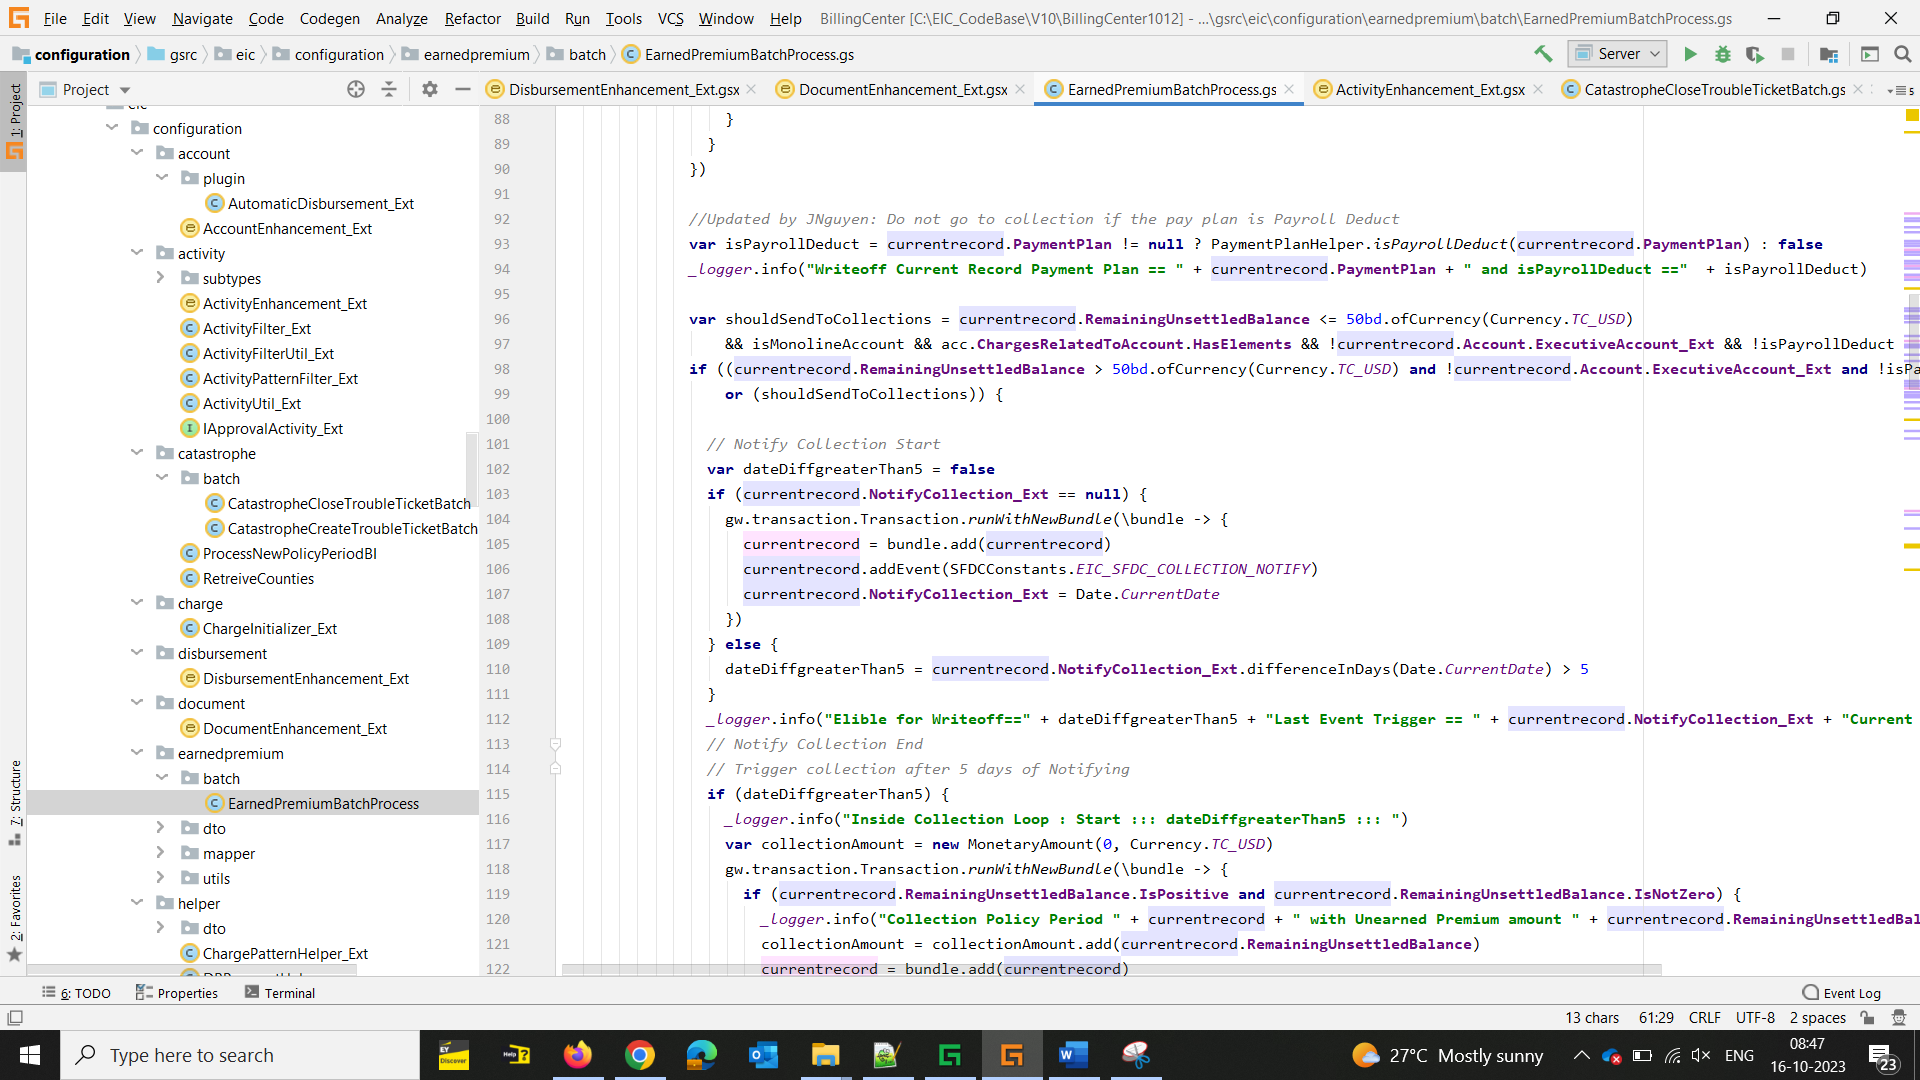 File Edit View Navigate Code Codegen Analyze Refactor Build Run Tools VCS Window Help BillingCenter [C:\EIC_CodeBase\V10\BillingCenter1012] - ...\gsrc\eic\configuration\earnedpremium\batch\EarnedPremiumBatchProcess.gs
configuration gsrc eic configuration earnedpremium batch EarnedPremiumBatchProcess.gs Server
Project DisbursementEnhancement_Ext.gsx DocumentEnhancement_Ext.gsx EarnedPremiumBatchProcess.gs ActivityEnhancement_Ext.gsx CatastropheCloseTroubleTicketBatch.gs 5
1: Project
7: Structure
2: Favorites
eic
configuration
account
plugin
AutomaticDisbursement_Ext
AccountEnhancement_Ext
activity
subtypes
ActivityEnhancement_Ext
ActivityFilter_Ext
ActivityFilterUtil_Ext
ActivityPatternFilter_Ext
ActivityUtil_Ext
IApprovalActivity_Ext
catastrophe
batch
CatastropheCloseTroubleTicketBatch
CatastropheCreateTroubleTicketBatch
ProcessNewPolicyPeriodBI
RetreiveCounties
charge
ChargeInitializer_Ext
disbursement
DisbursementEnhancement_Ext
document
DocumentEnhancement_Ext
earnedpremium
batch
EarnedPremiumBatchProcess
dto
mapper
utils
helper
dto
ChargePatternHelper_Ext
88 }
89 }
90 })
91
92 //Updated by JNguyen: Do not go to collection if the pay plan is Payroll Deduct
93 var isPayrollDeduct = currentrecord.PaymentPlan != null ? PaymentPlanHelper.isPayrollDeduct(currentrecord.PaymentPlan) : false
94 _logger.info("Writeoff Current Record Payment Plan == " + currentrecord.PaymentPlan + " and isPayrollDeduct ==" + isPayrollDeduct)
95
96 var shouldSendToCollections = currentrecord.RemainingUnsettledBalance <= 50bd.ofCurrency(Currency.TC_USD)
97 && isMonolineAccount && acc.ChargesRelatedToAccount.HasElements && !currentrecord.Account.ExecutiveAccount_Ext && !isPayrollDeduct
98 if ((currentrecord.RemainingUnsettledBalance > 50bd.ofCurrency(Currency.TC_USD) and !currentrecord.Account.ExecutiveAccount_Ext and !isPa
99 or (shouldSendToCollections)) {
100
101 // Notify Collection Start
102 var dateDiffgreaterThan5 = false
103 if (currentrecord.NotifyCollection_Ext == null) {
104 gw.transaction.Transaction.runWithNewBundle(\bundle -> {
105 currentrecord = bundle.add(currentrecord)
106 currentrecord.addEvent(SFDCConstants.EIC_SFDC_COLLECTION_NOTIFY)
107 currentrecord.NotifyCollection_Ext = Date.CurrentDate
108 })
109 } else {
110 dateDiffgreaterThan5 = currentrecord.NotifyCollection_Ext.differenceInDays(Date.CurrentDate) > 5
111 }
112 _logger.info("Elible for Writeoff==" + dateDiffgreaterThan5 + "Last Event Trigger == " + currentrecord.NotifyCollection_Ext + "Current
113 // Notify Collection End
114 // Trigger collection after 5 days of Notifying
115 if (dateDiffgreaterThan5) {
116 _logger.info("Inside Collection Loop : Start ::: dateDiffgreaterThan5 ::: ")
117 var collectionAmount = new MonetaryAmount(0, Currency.TC_USD)
118 gw.transaction.Transaction.runWithNewBundle(\bundle -> {
119 if (currentrecord.RemainingUnsettledBalance.IsPositive and currentrecord.RemainingUnsettledBalance.IsNotZero) {
120 _logger.info("Collection Policy Period " + currentrecord + " with Unearned Premium amount " + currentrecord.RemainingUnsettledBal
121 collectionAmount = collectionAmount.add(currentrecord.RemainingUnsettledBalance)
122 currentrecord = bundle.add(currentrecord)
6: TODO Properties Terminal Event Log
13 chars 61:29 CRLF UTF-8 2 spaces
Type here to search EY Discover Help ? 27°C Mostly sunny ENG 08:47
16-10-2023 23